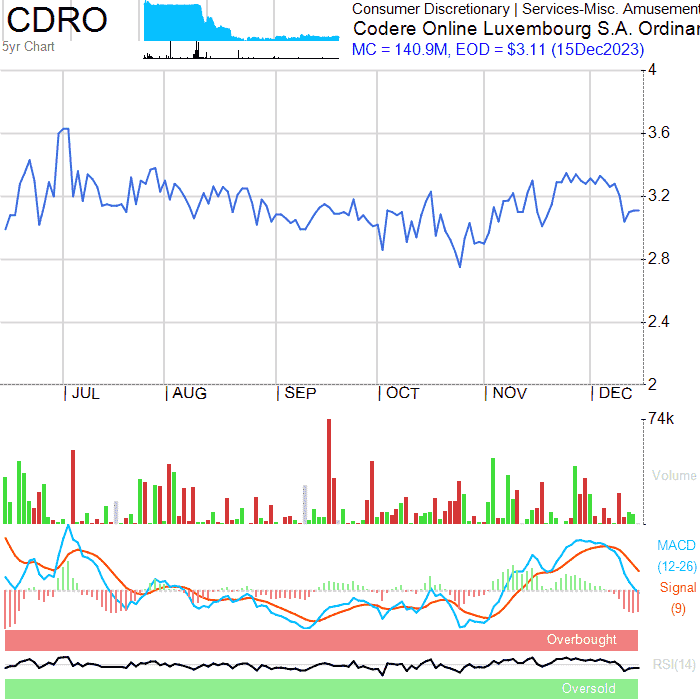 CDRO
5yr Chart
Consumer Discretionary | Services-Misc. Amusement
Codere Online Luxembourg S.A. Ordinar
MC = 140.9M, EOD = $3.11 (15Dec2023)
4
3.6
3.2
2.8
2.4
2
JUL AUG SEP OCT NOV DEC
74k
Volume
MACD
(12-26)
Signal
(9)
Overbought
RSI(14)
Oversold